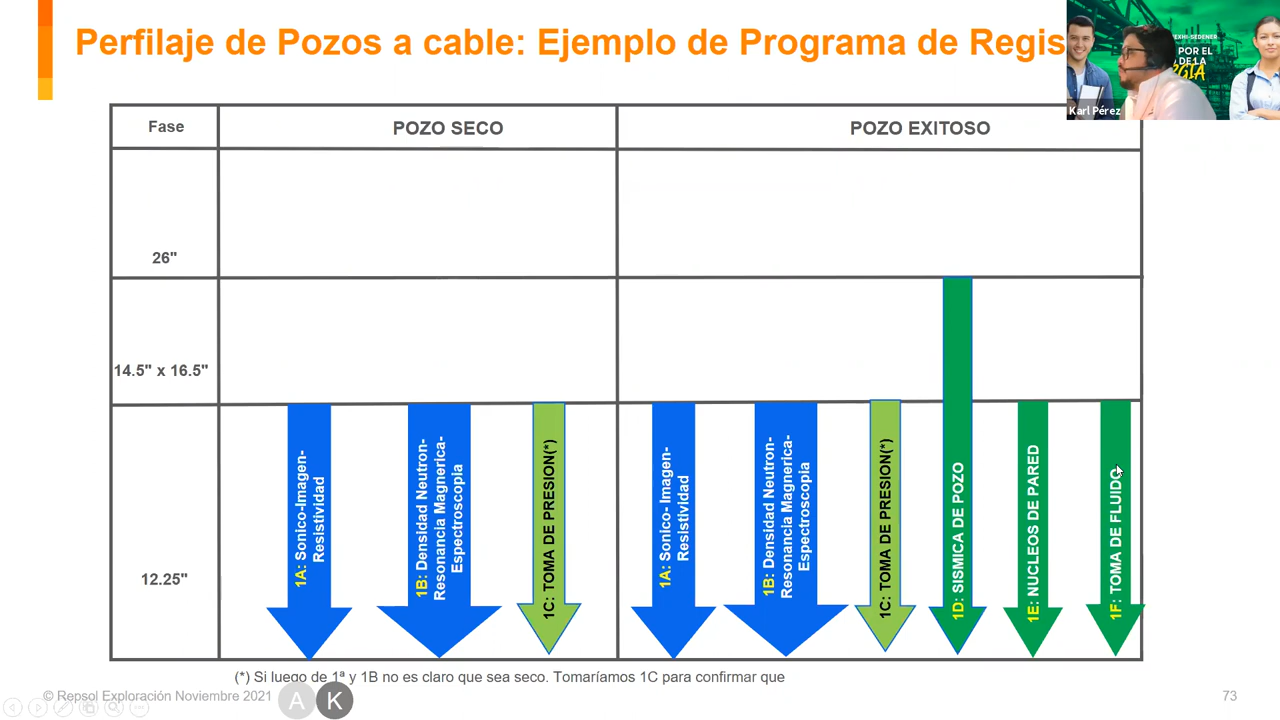 Perfilaje de Pozos a cable: Ejemplo de Programa de Regis
EXHI-SEDENER
POR EL
DE LA
Karl Pérez
Fase
POZO SECO
POZO EXITOSO
26"
14.5" x 16.5"
12.25"
1A: Sonico-Imagen-
Resistividad
1B: Densidad Neutron-
Resonancia Magnerica-
Espectroscopia
1C: TOMA DE PRESION(*)
1A: Sonico- Imagen-
Resistividad
1B: Densidad Neutron-
Resonancia Magnerica-
Espectroscopia
1C: TOMA DE PRESION(*)
1D: SISMICA DE POZO
1E: NUCLEOS DE PARED
1F: TOMA DE FLUIDO
(*) Si luego de 1ª y 1B no es claro que sea seco. Tomaríamos 1C para confirmar que
© Repsol Exploración Noviembre 2021
A
K
73